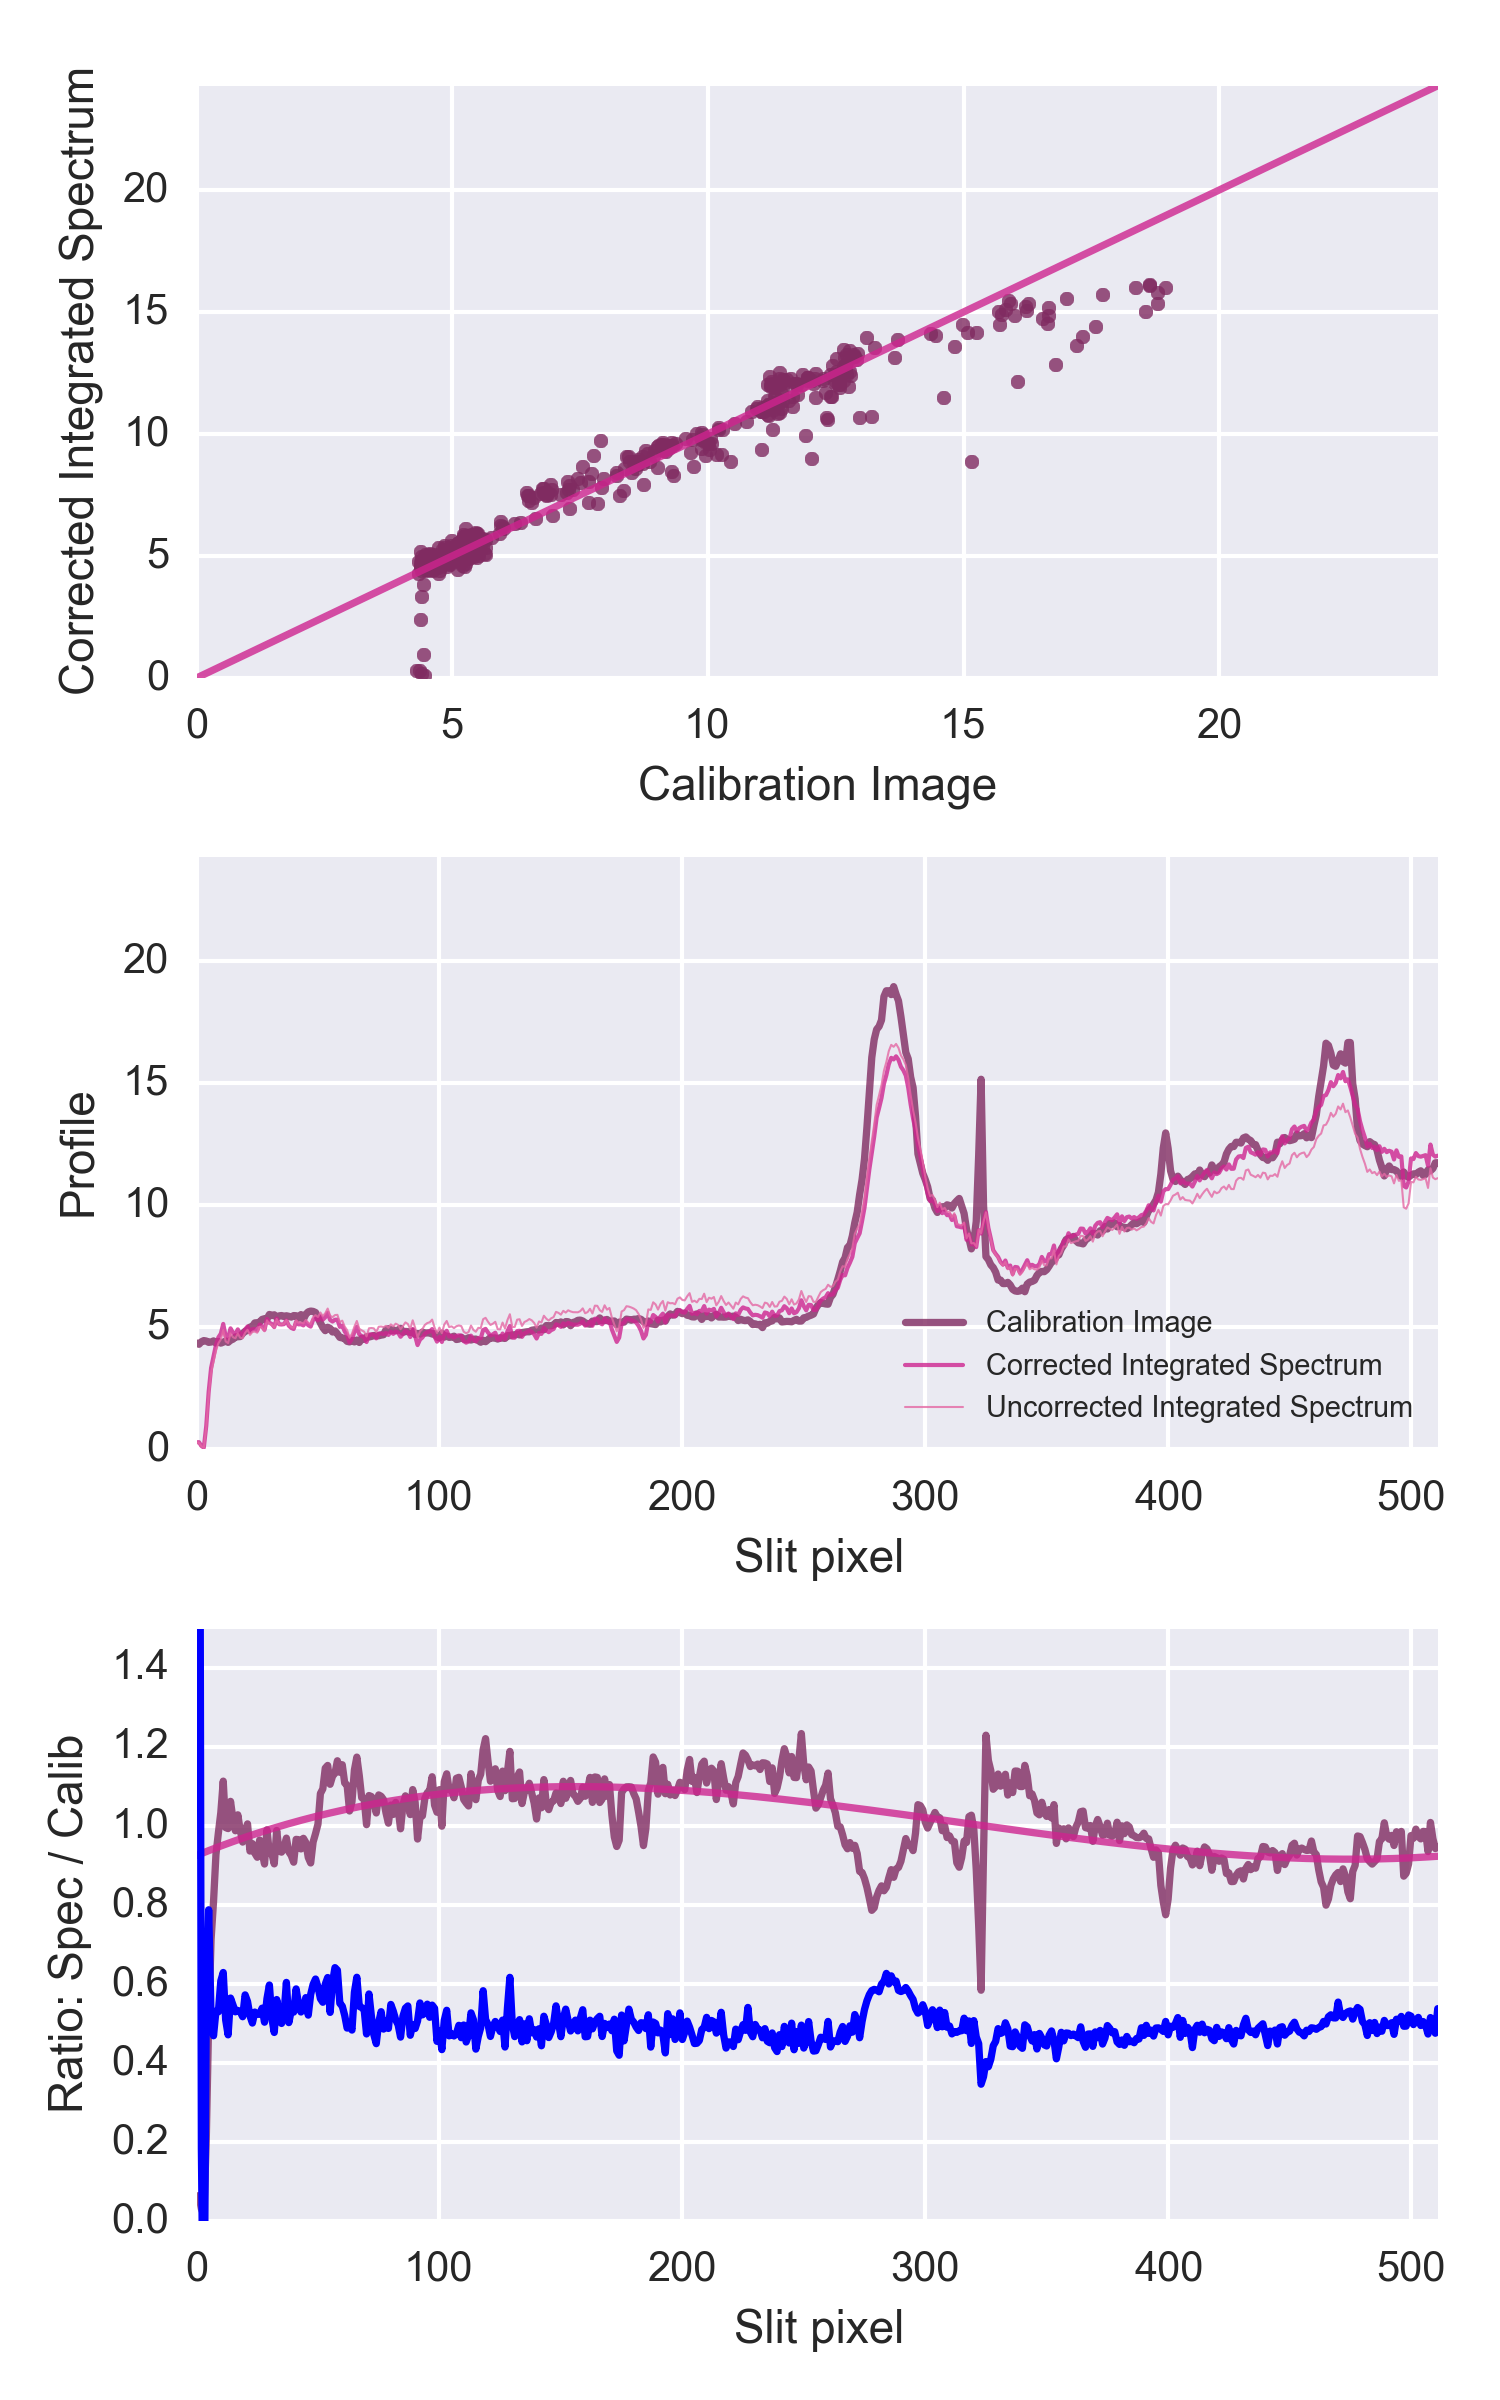 Corrected Integrated Spectrum
20
15
10
5
0
0 5 10 15 20
Calibration Image
Profile
20
15
10
5
0
Calibration Image
Corrected Integrated Spectrum
Uncorrected Integrated Spectrum
0 100 200 300 400 500
Slit pixel
Ratio: Spec / Calib
1.4
1.2
1.0
0.8
0.6
0.4
0.2
0.0
0 100 200 300 400 500
Slit pixel